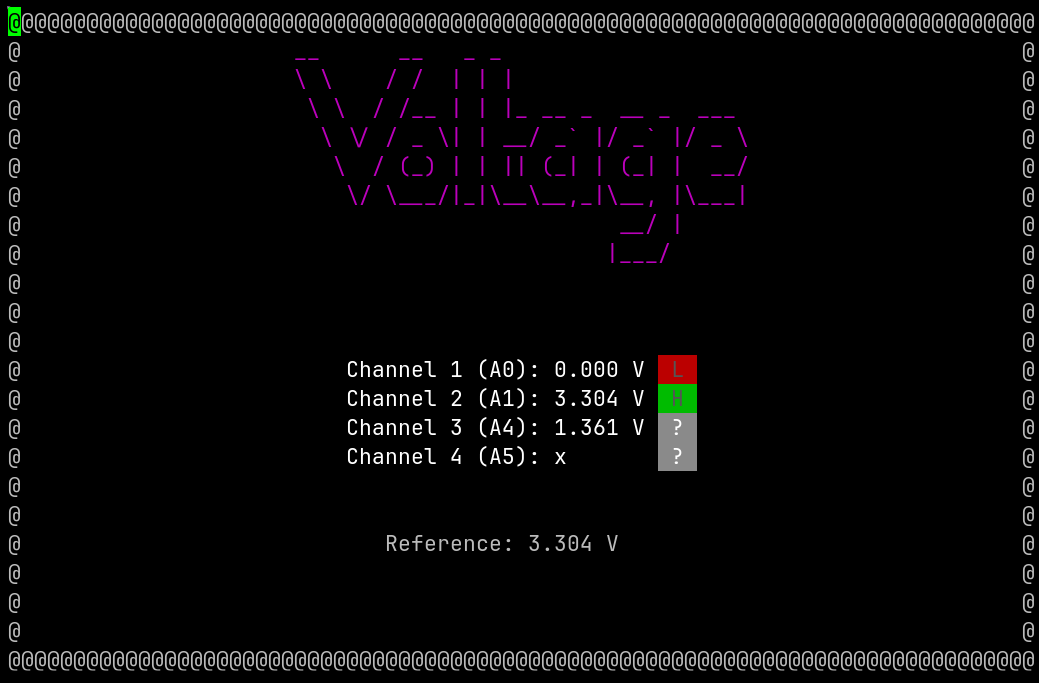 Voltage
Channel 1 (A0): 0.000 V L
Channel 2 (A1): 3.304 V H
Channel 3 (A4): 1.361 V ?
Channel 4 (A5): x ?
Reference: 3.304 V